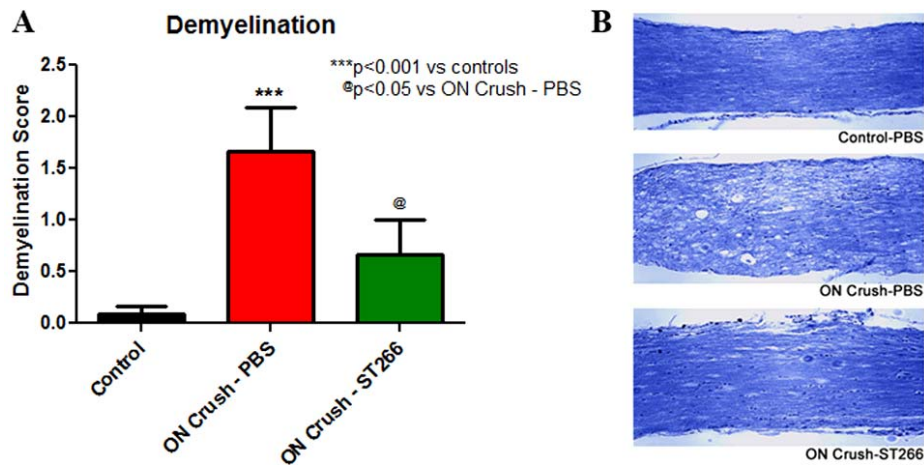 A
Demyelination
***p<0.001 vs controls
@p<0.05 vs ON Crush - PBS
Demyelination Score
2.5
2.0
1.5
1.0
0.5
0.0
***
@
Control
ON Crush - PBS
ON Crush - ST266
B
Control-PBS
ON Crush-PBS
ON Crush-ST266